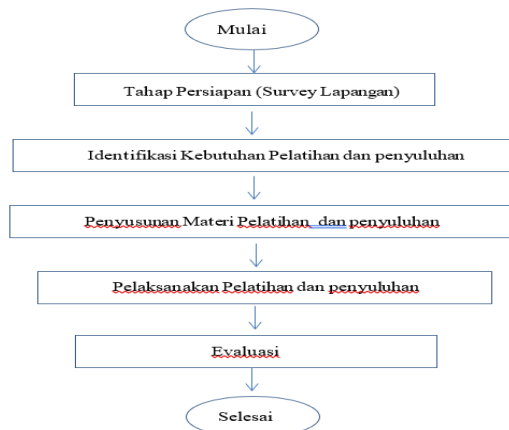 Mulai
Tahap Persiapan (Survey Lapangan)
Identifikasi Kebutuhan Pelatihan dan penyuluhan
Penyusunan Materi Pelatihan dan penyuluhan
Pelaksanakan Pelatihan dan penyuluhan
Evaluasi
Selesai